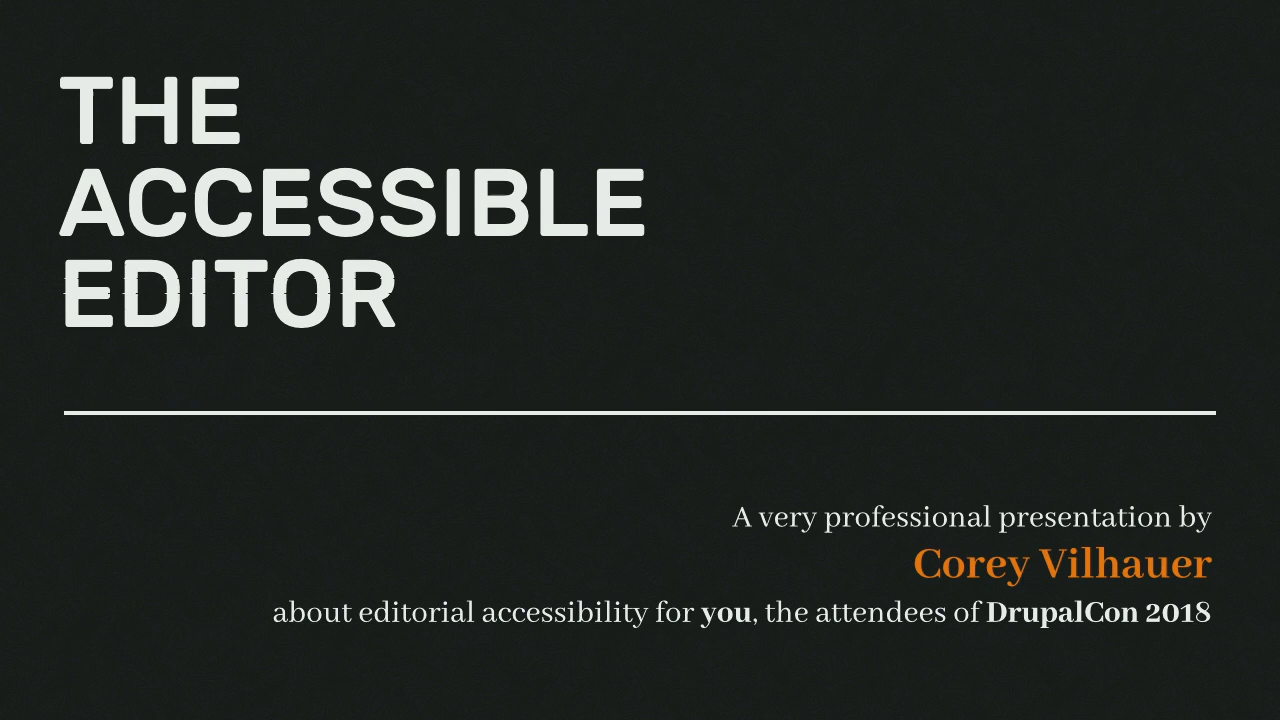 THE
ACCESSIBLE
EDITOR
A very professional presentation by
Corey Vilhauer
about editorial accessibility for you, the attendees of DrupalCon 2018